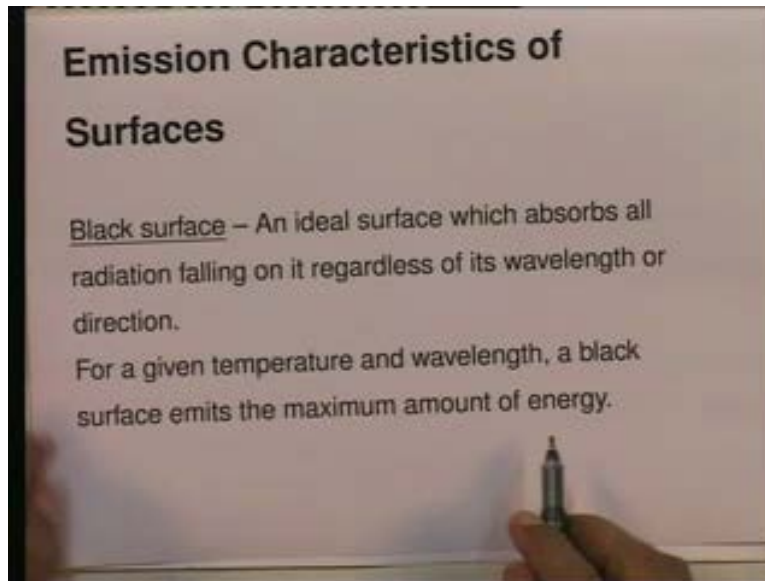 Emission Characteristics of
Surfaces
Black surface – An ideal surface which absorbs all
radiation falling on it regardless of its wavelength or
direction.
For a given temperature and wavelength, a black
surface emits the maximum amount of energy.